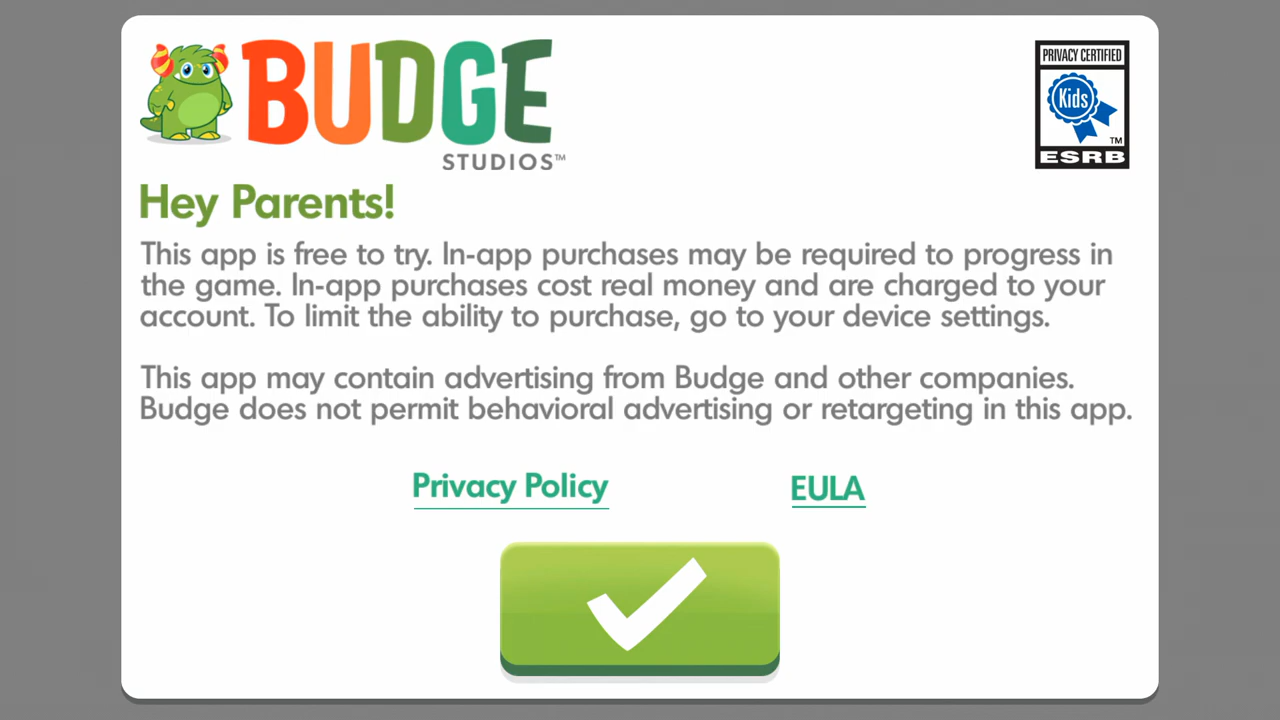 BUDGE
STUDIOS™
PRIVACY CERTIFIED
Kids
™
ESRB
Hey Parents!
This app is free to try. In-app purchases may be required to progress in
the game. In-app purchases cost real money and are charged to your
account. To limit the ability to purchase, go to your device settings.
This app may contain advertising from Budge and other companies.
Budge does not permit behavioral advertising or retargeting in this app.
Privacy Policy
EULA